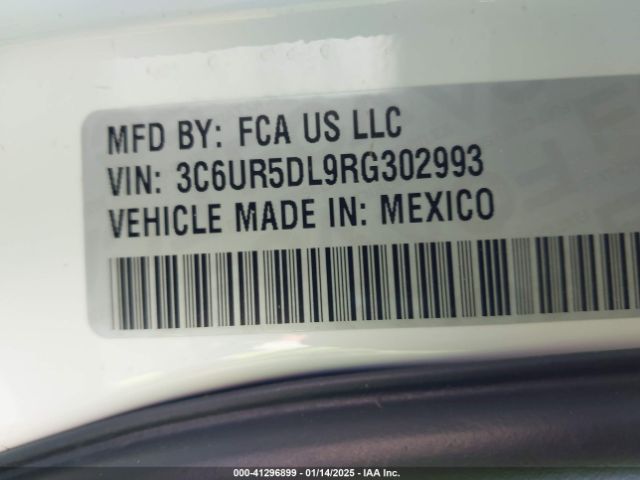 MFD BY: FCA US LLC
VIN: 3C6UR5DL9RG302993
VEHICLE MADE IN: MEXICO
000-41296899 - 01/14/2025 - IAA Inc.